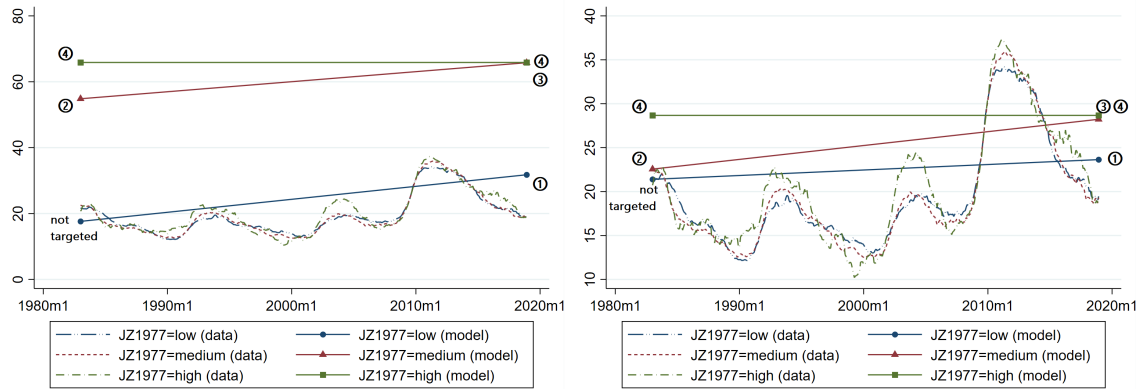 80
60
40
20
0
④
②
④
③
①
not
targeted
1980m1 1990m1 2000m1 2010m1 2020m1
JZ1977=low (data) JZ1977=low (model)
JZ1977=medium (data) JZ1977=medium (model)
JZ1977=high (data) JZ1977=high (model)
40
35
30
25
20
15
10
④
②
③ ④
①
not
targeted
1980m1 1990m1 2000m1 2010m1 2020m1
JZ1977=low (data) JZ1977=low (model)
JZ1977=medium (data) JZ1977=medium (model)
JZ1977=high (data) JZ1977=high (model)